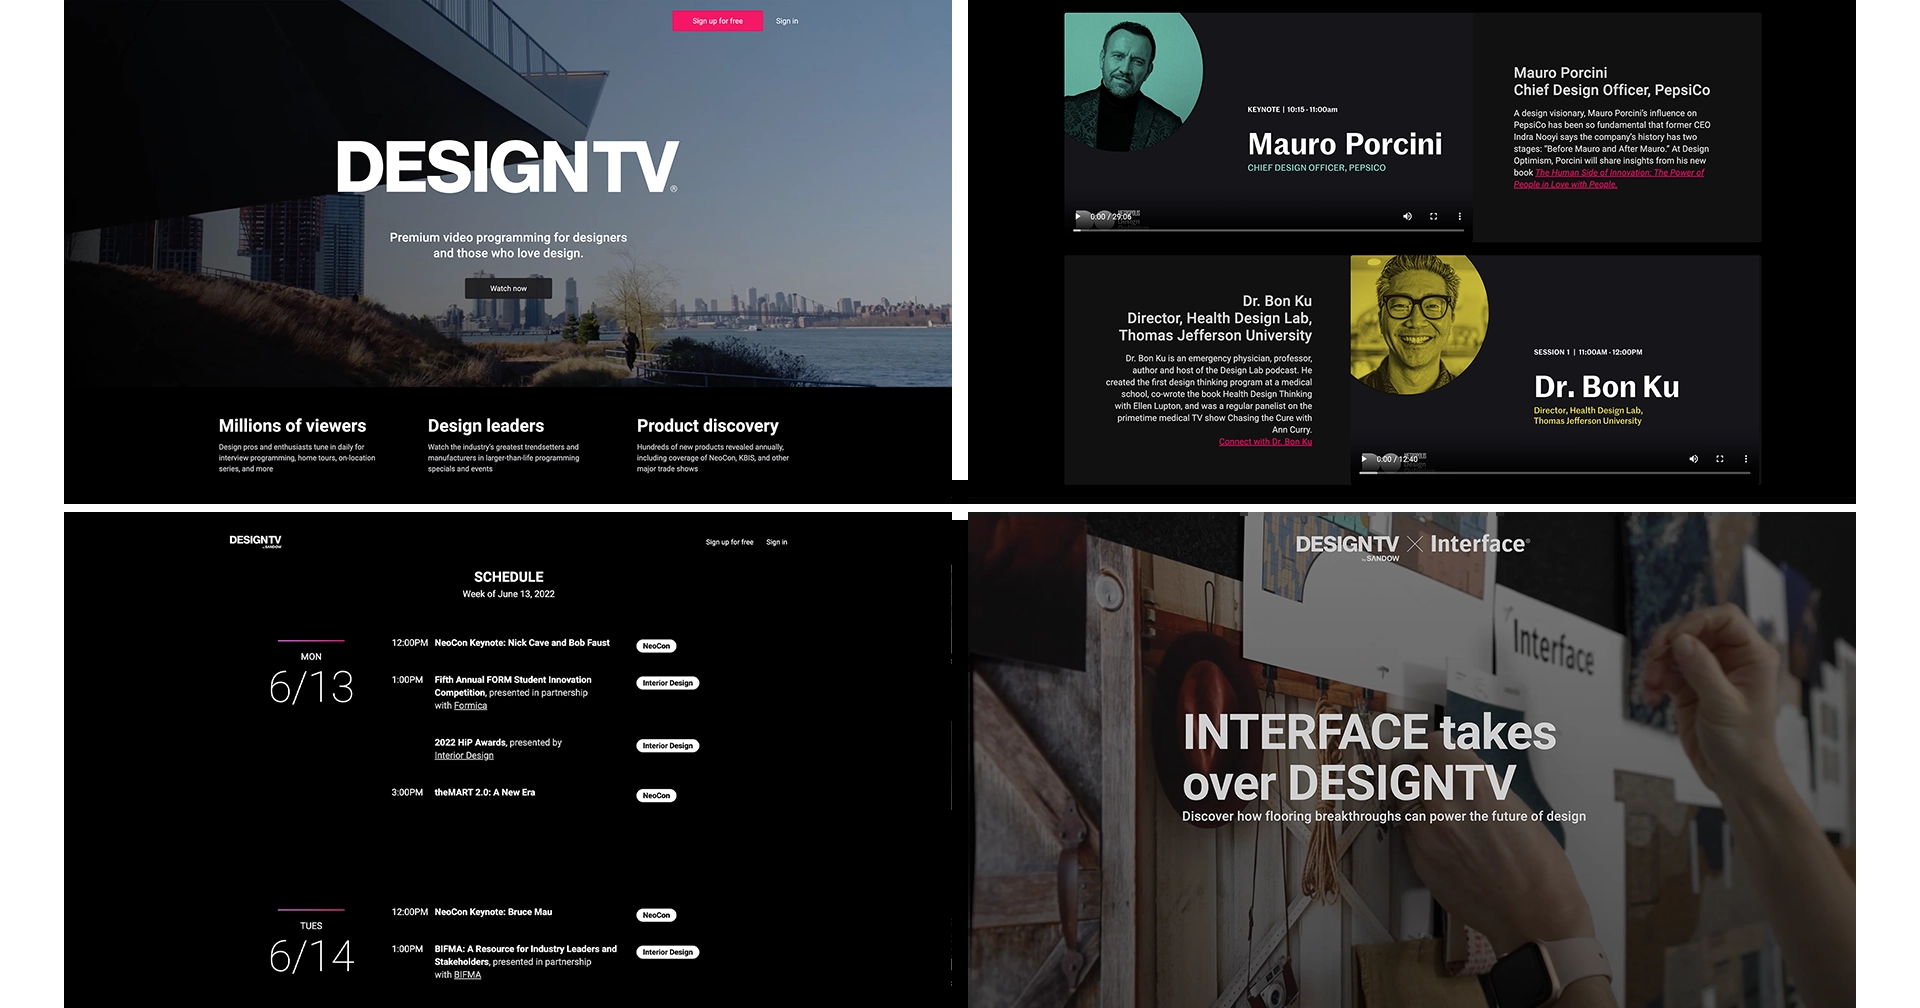 Sign up for free
Sign in
DESIGNTV®
Premium video programming for designers
and those who love design.
Watch now
Millions of viewers
Design pros and enthusiasts tune in daily for
interview programming, home tours, on-location
series, and more
Design leaders
Watch the industry's greatest trendsetters and
manufacturers in larger-than-life programming
specials and events
Product discovery
Hundreds of new products revealed annually,
including coverage of NeoCon, KBIS, and other
major trade shows
KEYNOTE | 10:15 - 11:00am
Mauro Porcini
CHIEF DESIGN OFFICER, PEPSICO
0:00 / 29:06
Mauro Porcini
Chief Design Officer, PepsiCo
A design visionary, Mauro Porcini's influence on
PepsiCo has been so fundamental that former CEO
Indra Nooyi says the company's history has two
stages: "Before Mauro and After Mauro." At Design
Optimism, Porcini will share insights from his new
book The Human Side of Innovation: The Power of
People in Love with People.
Dr. Bon Ku
Director, Health Design Lab,
Thomas Jefferson University
Dr. Bon Ku is an emergency physician, professor,
author and host of the Design Lab podcast. He
created the first design thinking program at a medical
school, co-wrote the book Health Design Thinking
with Ellen Lupton, and was a regular panelist on the
primetime medical TV show Chasing the Cure with
Ann Curry.
Connect with Dr. Bon Ku
SESSION 1 | 11:00AM - 12:00PM
Dr. Bon Ku
Director, Health Design Lab,
Thomas Jefferson University
0:00 / 12:40
DESIGNTV
by SANDOW
Sign up for free
Sign in
SCHEDULE
Week of June 13, 2022
MON
6/13
12:00PM NeoCon Keynote: Nick Cave and Bob Faust NeoCon
1:00PM Fifth Annual FORM Student Innovation Interior Design
Competition, presented in partnership
with Formica
2022 HiP Awards, presented by Interior Design
Interior Design
3:00PM theMART 2.0: A New Era NeoCon
TUES
6/14
12:00PM NeoCon Keynote: Bruce Mau NeoCon
1:00PM BIFMA: A Resource for Industry Leaders and Interior Design
Stakeholders, presented in partnership
with BIFMA
DESIGNTV X Interface®
by SANDOW
Interface
INTERFACE takes
over DESIGNTV
Discover how flooring breakthroughs can power the future of design